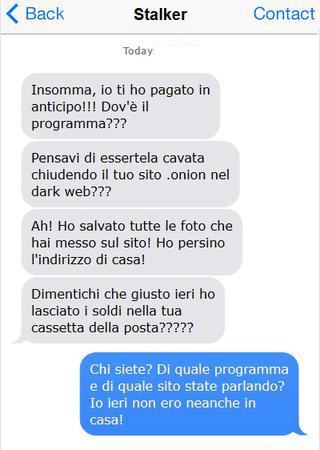 Back Stalker Contact
Today
Insomma, io ti ho pagato in
anticipo!!! Dov'è il
programma???
Pensavi di essertela cavata
chiudendo il tuo sito .onion nel
dark web???
Ah! Ho salvato tutte le foto che
hai messo sul sito! Ho persino
l'indirizzo di casa!
Dimentichi che giusto ieri ho
lasciato i soldi nella tua
cassetta della posta?????
Chi siete? Di quale programma
e di quale sito state parlando?
Io ieri non ero neanche in
casa!